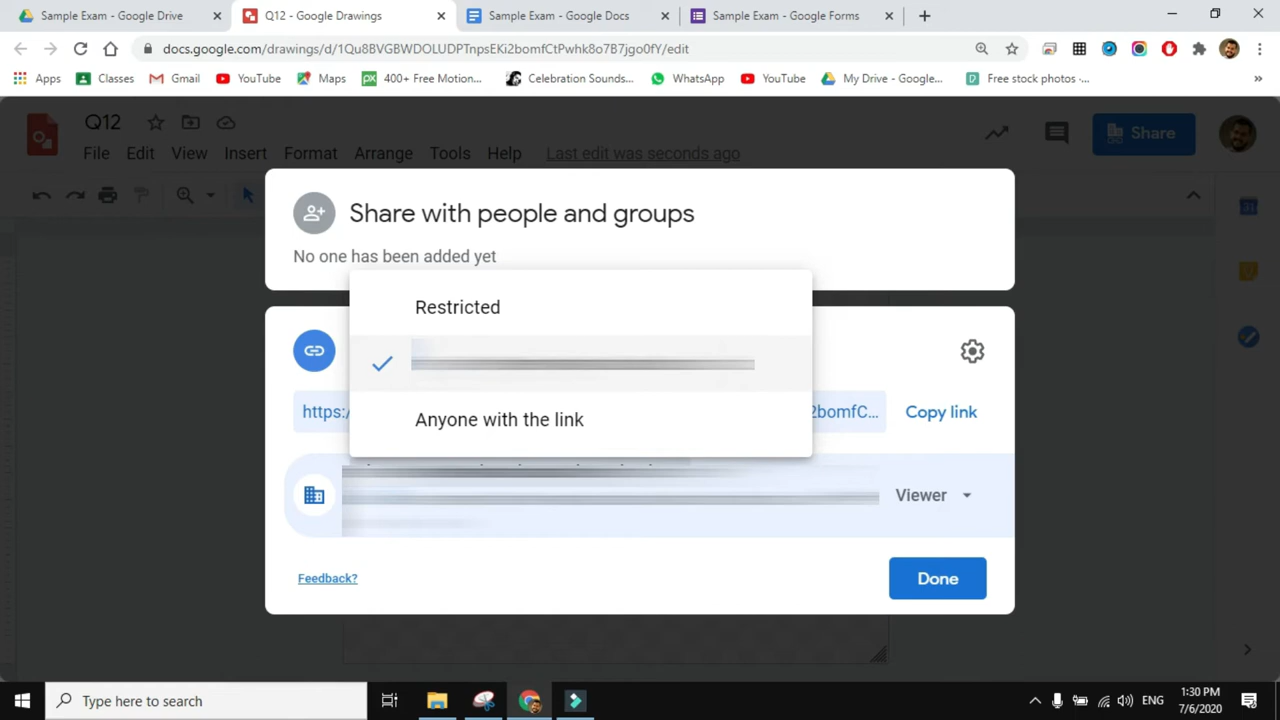 Sample Exam - Google Drive
Q12 - Google Drawings
Sample Exam - Google Docs
Sample Exam - Google Forms
docs.google.com/drawings/d/1Qu8BVGBWDOLUDPTnpsEKi2bomfCtPwhk8o7B7jgo0fY/edit
Apps
Classes
Gmail
YouTube
Maps
400+ Free Motion...
Celebration Sounds...
WhatsApp
YouTube
My Drive - Google...
Free stock photos ·...
Q12
Share
File Edit View Insert Format Arrange Tools Help Last edit was seconds ago
Share with people and groups
No one has been added yet
Restricted
Anyone with the link
https:/
2bomfC...
Copy link
Viewer
Feedback?
Done
Type here to search
ENG
1:30 PM
7/6/2020